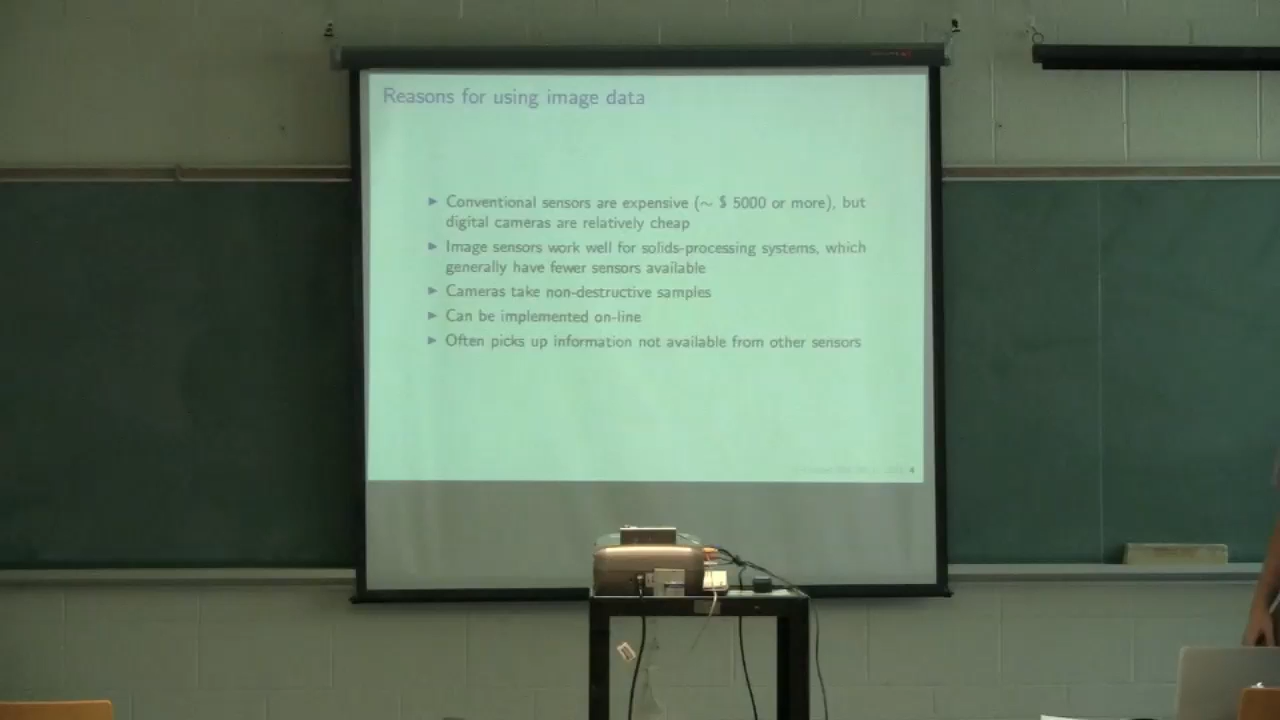 Reasons for using image data
► Conventional sensors are expensive (∼ $ 5000 or more), but
digital cameras are relatively cheap
► Image sensors work well for solids-processing systems, which
generally have fewer sensors available
► Cameras take non-destructive samples
► Can be implemented on-line
► Often picks up information not available from other sensors
4